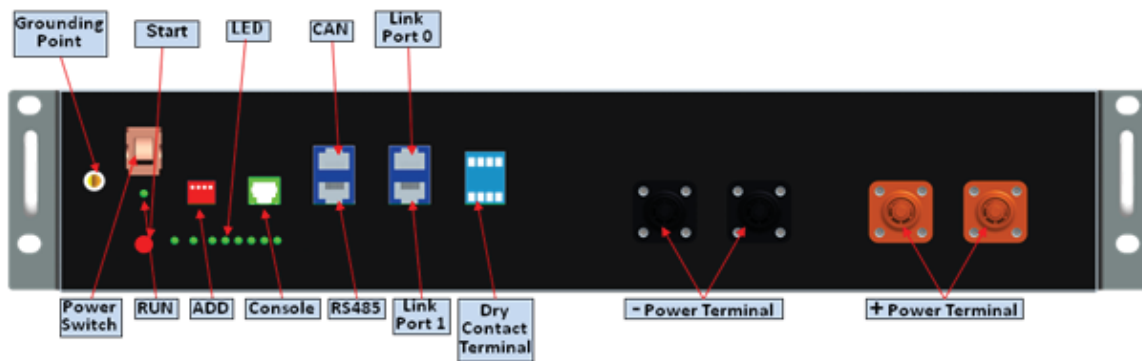 Grounding
Point
Start
LED
CAN
Link
Port 0
Power
Switch
RUN
ADD
Console
RS485
Link
Port 1
Dry
Contact
Terminal
- Power Terminal
+ Power Terminal